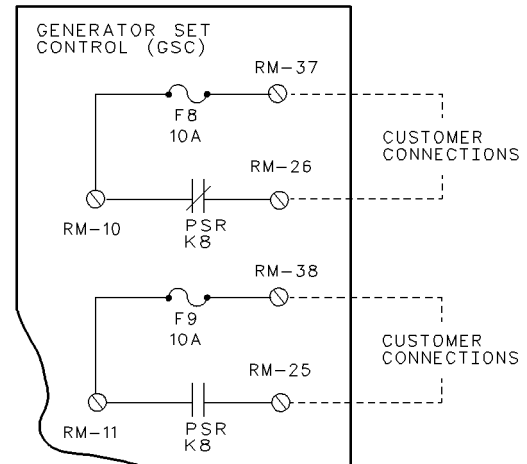 GENERATOR SET
CONTROL (GSC)
RM-37
F8
10A
CUSTOMER
CONNECTIONS
RM-26
RM-10
PSR
K8
RM-38
F9
10A
CUSTOMER
CONNECTIONS
RM-25
RM-11
PSR
K8